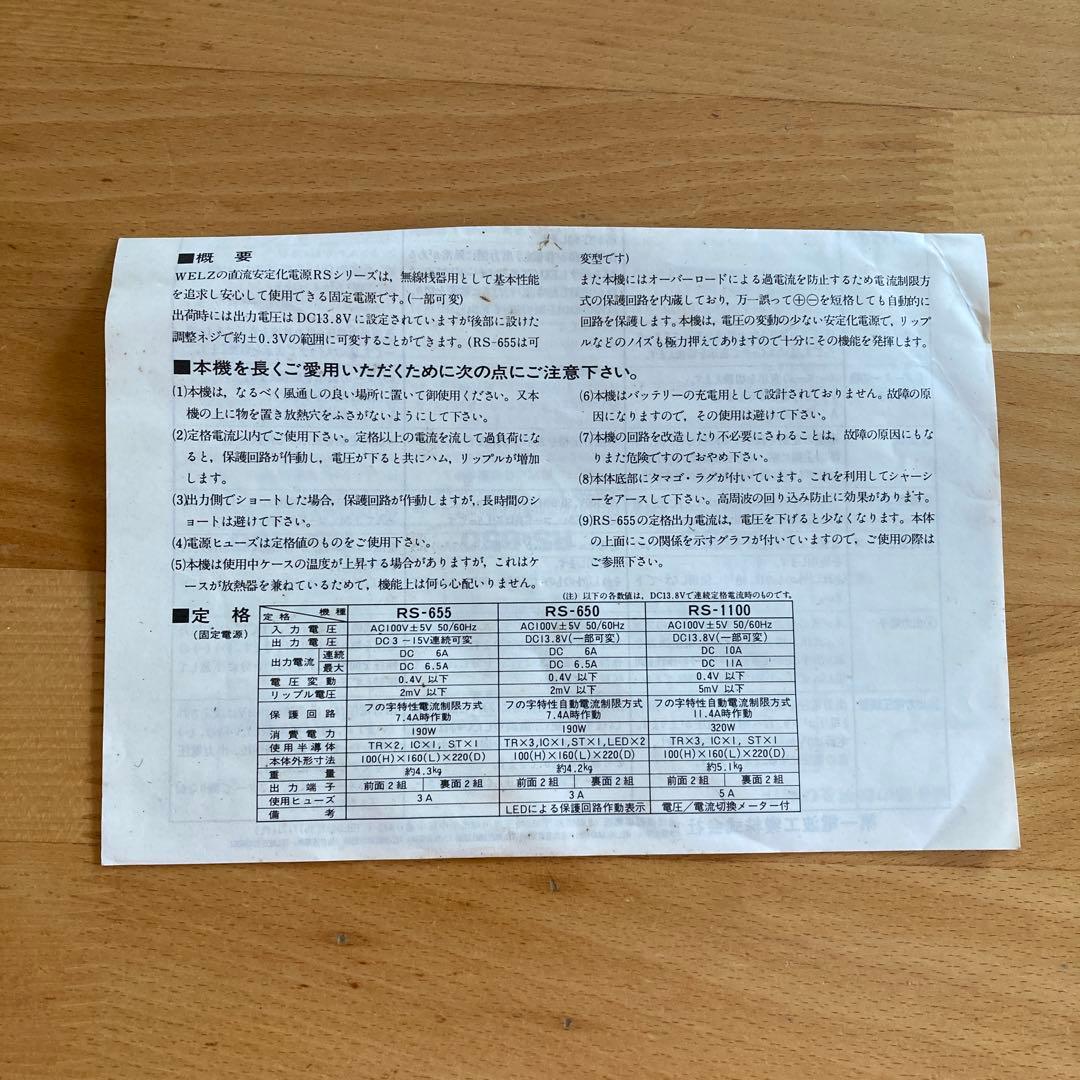 ■概 要
WELZの直流安定化電源RSシリーズは，無線機器用として基本性能
を追求し安心して使用できる固定電源です。(一部可変)
出荷時には出力電圧はDC13.8Vに設定されていますが後部に設けた
調整ネジで約±0.3Vの範囲に可変することができます。(RS-655は可
変型です)
また本機にはオーバーロードによる過電流を防止するため電流制限方
式の保護回路を内蔵しており，万一誤って⊕⊖を短格しても自動的に
回路を保護します。本機は，電圧の変動の少ない安定化電源で，リップ
ルなどのノイズも極力押えてありますので十分にその機能を発揮します。
■本機を長くご愛用いただくために次の点にご注意下さい。
(1)本機は，なるべく風通しの良い場所に置いて御使用ください。又本
機の上に物を置き放熱穴をふさがないようにして下さい。
(2)定格電流以内でご使用下さい。定格以上の電流を流して過負荷にな
ると，保護回路が作動し，電圧が下ると共にハム，リップルが増加
します。
(3)出力側でショートした場合，保護回路が作動しますが，長時間のシ
ョートは避けて下さい。
(4)電源ヒューズは定格値のものをご使用下さい。
(5)本機は使用中ケースの温度が上昇する場合がありますが，これはケ
ースが放熱器を兼ねているためで，機能上は何ら心配いりません。
(6)本機はバッテリーの充電用として設計されておりません。故障の原
因になりますので，その使用は避けて下さい。
(7)本機の回路を改造したり不必要にさわることは，故障の原因にもな
りまた危険ですのでおやめ下さい。
(8)本体底部にタマゴ・ラグが付いています。これを利用してシャーシ
ーをアースして下さい。高周波の回り込み防止に効果があります。
(9)RS-655の定格出力電流は，電圧を下げると少なくなります。本体
の上面にこの関係を示すグラフが付いていますので，ご使用の際は
ご参照下さい。
(注) 以下の各数値は，DC13.8Vで連続定格電流時のものです。
■定 格
(固定電源)
定格 機種 RS-655 RS-650 RS-1100
入力電圧 AC100V±5V 50/60Hz AC100V±5V 50/60Hz AC100V±5V 50/60Hz
出力電圧 DC3－15V連続可変 DC13.8V(一部可変) DC13.8V(一部可変)
出力電流 連続 DC 6A DC 6A DC 10A
最大 DC 6.5A DC 6.5A DC 11A
電圧変動 0.4V 以下 0.4V 以下 0.4V 以下
リップル電圧 2mV 以下 2mV 以下 5mV 以下
保護回路 フの字特性電流制限方式 7.4A時作動 フの字特性自動電流制限方式 7.4A時作動 フの字特性自動電流制限方式 11.4A時作動
消費電力 190W 190W 320W
使用半導体 TR×2, IC×1, ST×1 TR×3,IC×1,ST×1,LED×2 TR×3, IC×1, ST×1
本体外形寸法 100(H)×160(L)×220(D) 100(H)×160(L)×220(D) 100(H)×160(L)×220(D)
重量 約4.3kg 約4.2kg 約5.1kg
出力端子 前面2組 裏面2組 前面2組 裏面2組 前面2組 裏面2組
使用ヒューズ 3A 3A 5A
備考 LEDによる保護回路作動表示 電圧／電流切換メーター付